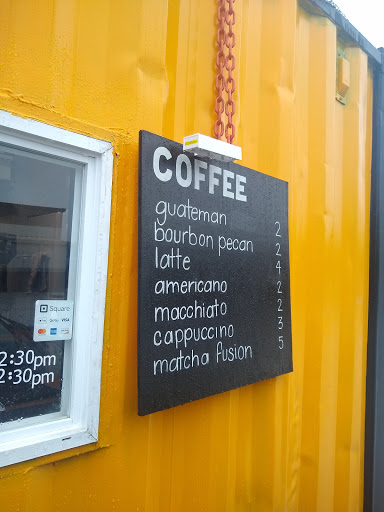 COFFEE
guateman 2
bourbon pecan 2
latte 4
americano 2
macchiato 2
cappuccino 3
matcha fusion 5
Square
VISA
2:30pm
2:30pm